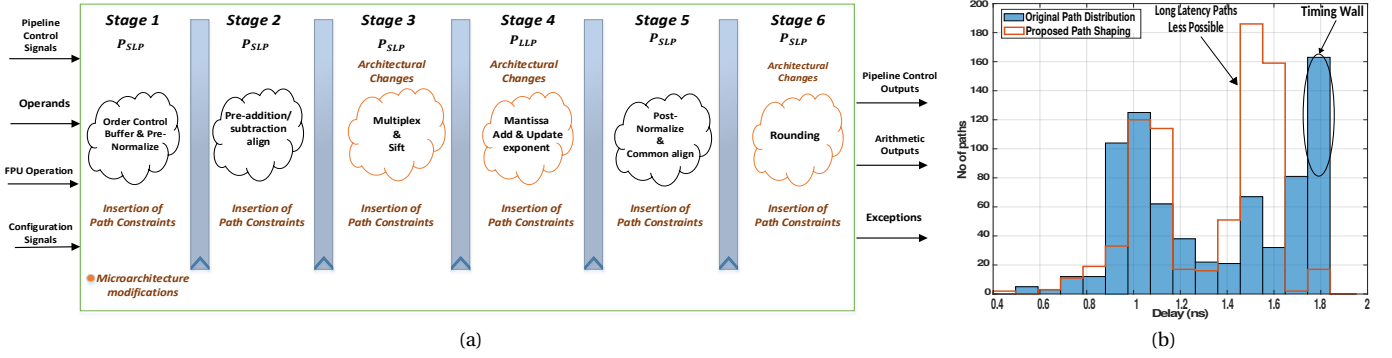 Pipeline
Control
Signals
Operands
FPU Operation
Configuration
Signals
Stage 1
P_SLP
Order Control
Buffer & Pre-
Normalize
Insertion of
Path Constraints
Microarchitecture
modifications
Stage 2
P_SLP
Pre-addition/
subtraction
align
Insertion of
Path Constraints
Stage 3
P_SLP
Architectural
Changes
Multiplex
&
Sift
Insertion of
Path Constraints
Stage 4
P_LLP
Architectural
Changes
Mantissa
Add & Update
exponent
Insertion of
Path Constraints
Stage 5
P_SLP
Post-
Normalize
&
Common align
Insertion of
Path Constraints
Stage 6
P_SLP
Architectural
Changes
Rounding
Insertion of
Path Constraints
Pipeline Control
Outputs
Arithmetic
Outputs
Exceptions
(a)
Original Path Distribution
Proposed Path Shaping
Long Latency Paths
Less Possible
Timing Wall
No of paths
200
180
160
140
120
100
80
60
40
20
0
0.4 0.6 0.8 1 1.2 1.4 1.6 1.8 2
Delay (ns)
(b)